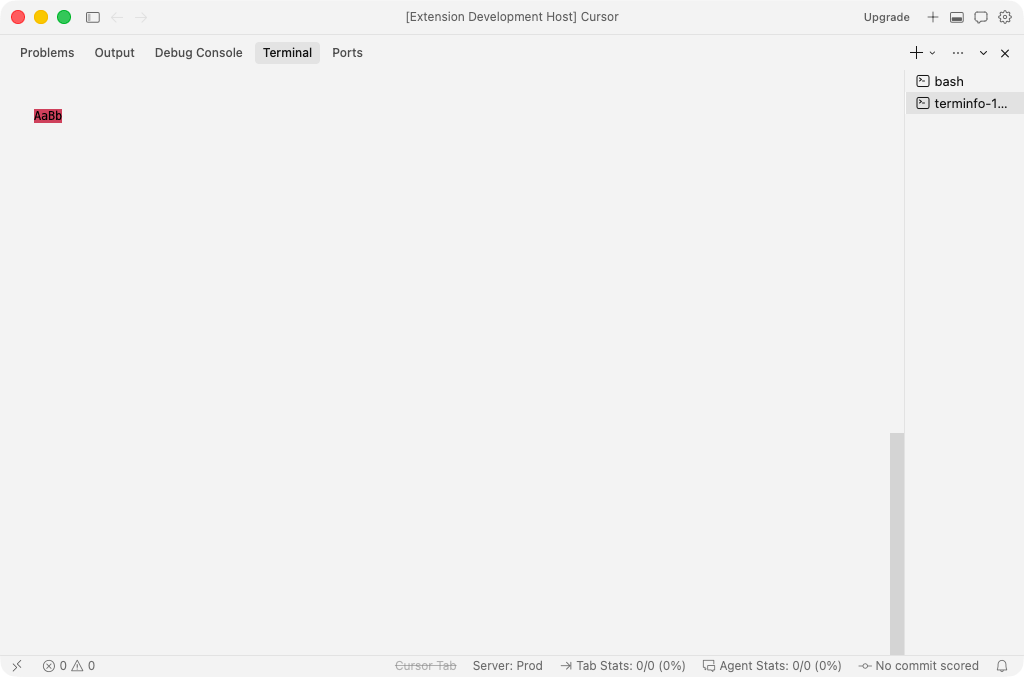 [Extension Development Host] Cursor
Upgrade
Problems Output Debug Console Terminal Ports
bash
AaBb
terminfo-1...
0 0 Cursor Tab Server: Prod Tab Stats: 0/0 (0%) Agent Stats: 0/0 (0%) No commit scored